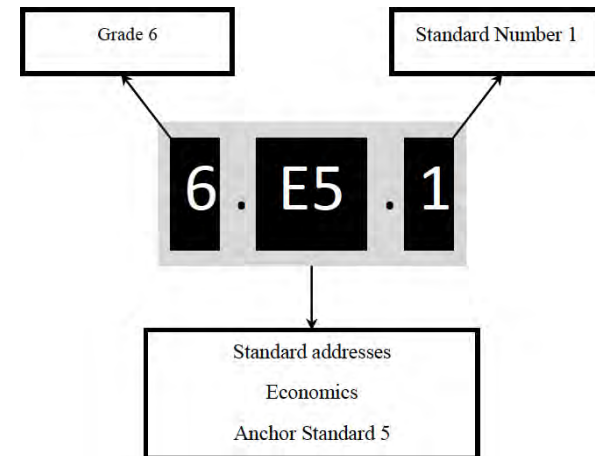 Grade 6
Standard Number 1
6 . E5 . 1
Standard addresses
Economics
Anchor Standard 5